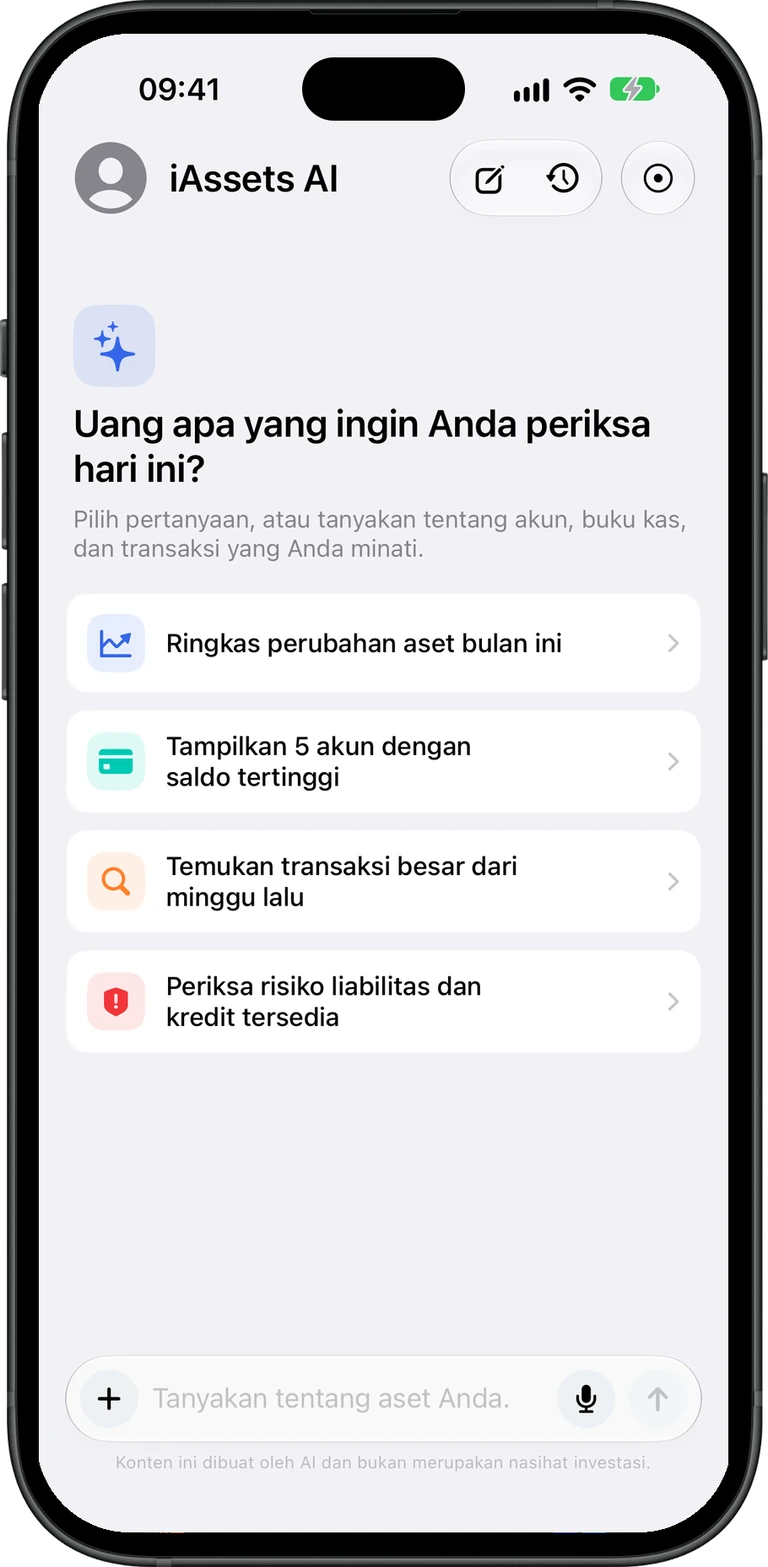 09:41
iAssets AI
Uang apa yang ingin Anda periksa
hari ini?
Pilih pertanyaan, atau tanyakan tentang akun, buku kas,
dan transaksi yang Anda minati.
Ringkas perubahan aset bulan ini
Tampilkan 5 akun dengan
saldo tertinggi
Temukan transaksi besar dari
minggu lalu
Periksa risiko liabilitas dan
kredit tersedia
Tanyakan tentang aset Anda.
Konten ini dibuat oleh AI dan bukan merupakan nasihat investasi.